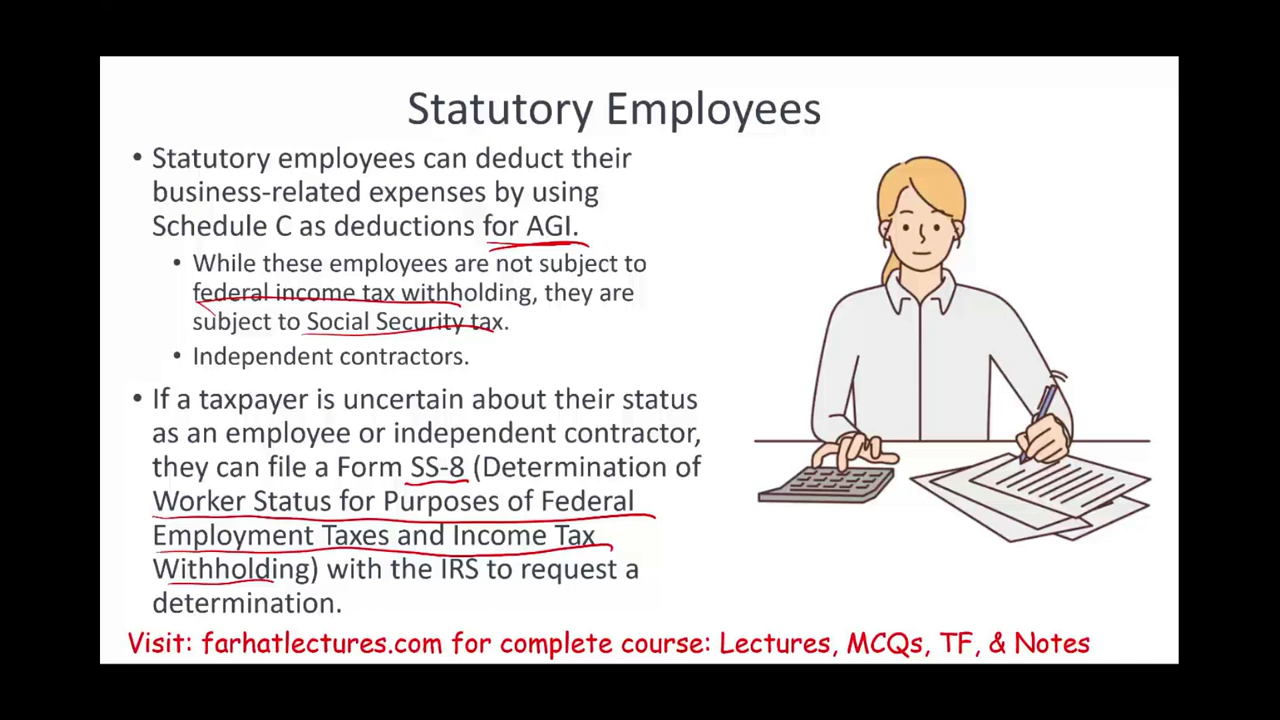 Statutory Employees
• Statutory employees can deduct their
business-related expenses by using
Schedule C as deductions for AGI.
• While these employees are not subject to
federal income tax withholding, they are
subject to Social Security tax.
• Independent contractors.
• If a taxpayer is uncertain about their status
as an employee or independent contractor,
they can file a Form SS-8 (Determination of
Worker Status for Purposes of Federal
Employment Taxes and Income Tax
Withholding) with the IRS to request a
determination.
Visit: farhatlectures.com for complete course: Lectures, MCQs, TF, & Notes